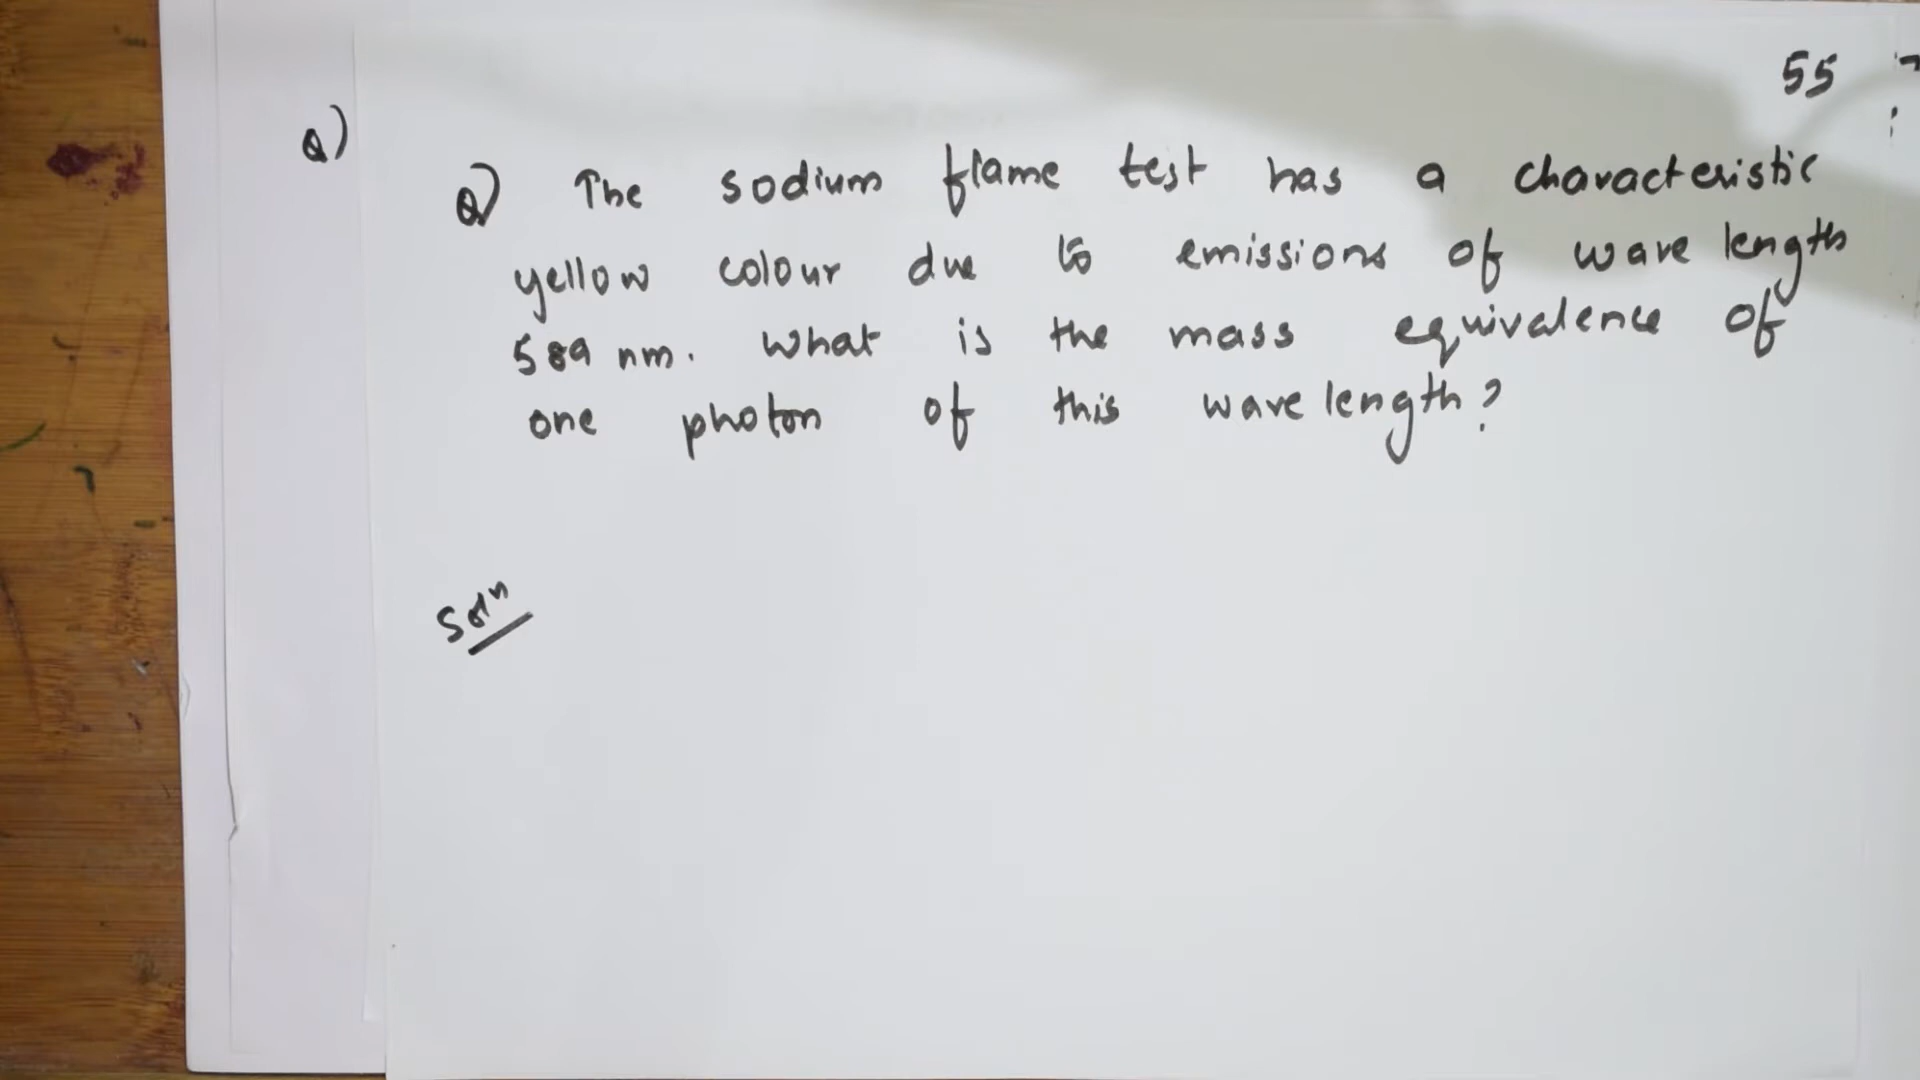 55
Q)
Q) The sodium flame test has a characteristic
yellow colour due to emissions of wave length
589 nm. What is the mass equivalence of
one photon of this wave length?
Soln